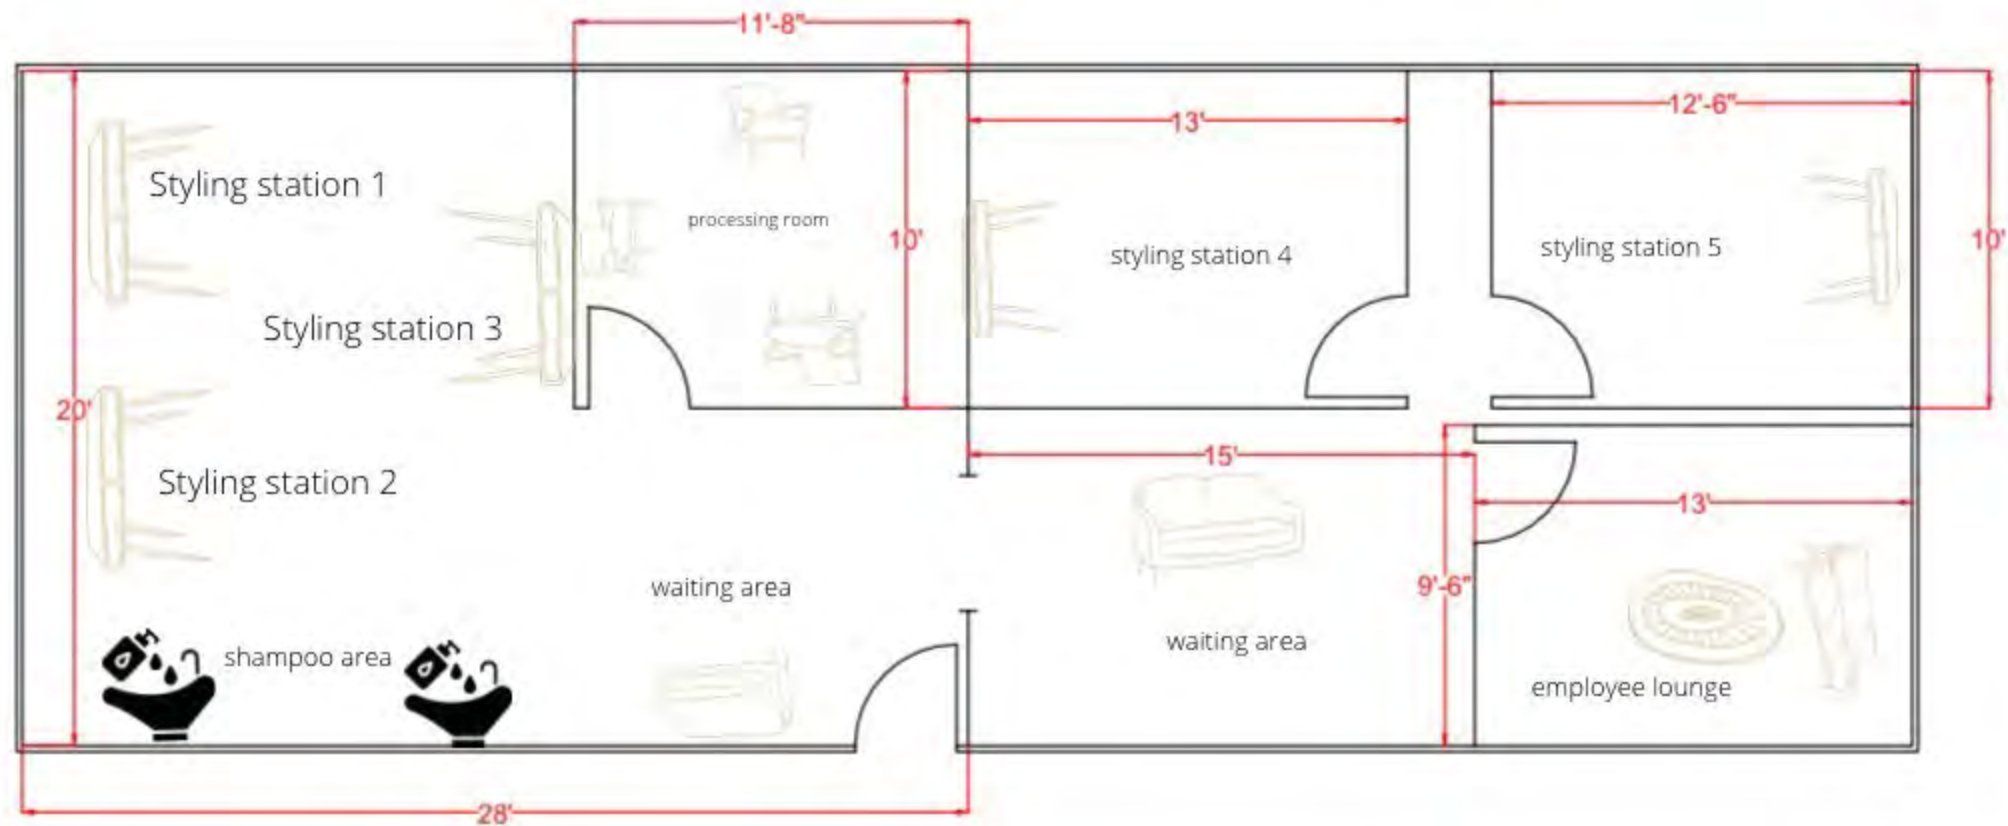 11'-8"
12'-6"
13'
Styling station 1
processing room
10'
styling station 4
styling station 5
10'
Styling station 3
20'
15'
Styling station 2
13'
waiting area
9'-6"
waiting area
shampoo area
employee lounge
28'